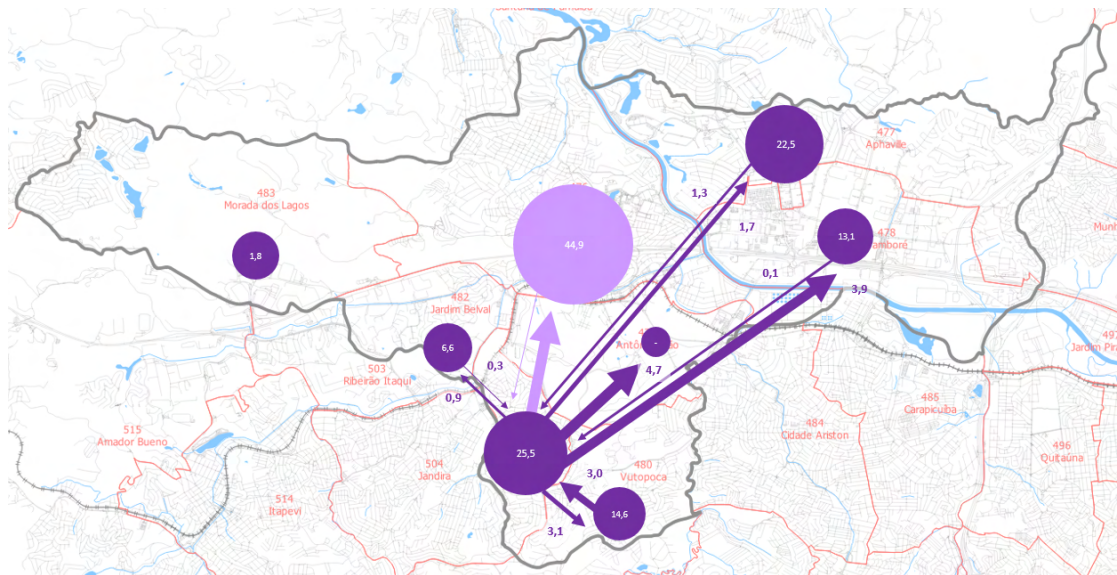 477
Aphaville
22,5
483
Morada dos Lagos
1,3
1,7
13,1
478
44,9
1,8
0,1
3,9
482
Jardim Belval
6,6
-
0,3
4,7
503
Ribeirão Itaqui
0,9
497
485
Carapicuíba
515
Amador Bueno
484
Cidade Ariston
496
Quitaúna
504
Jandira
25,5
480
Vutopoca
3,0
514
Itapevi
14,6
3,1